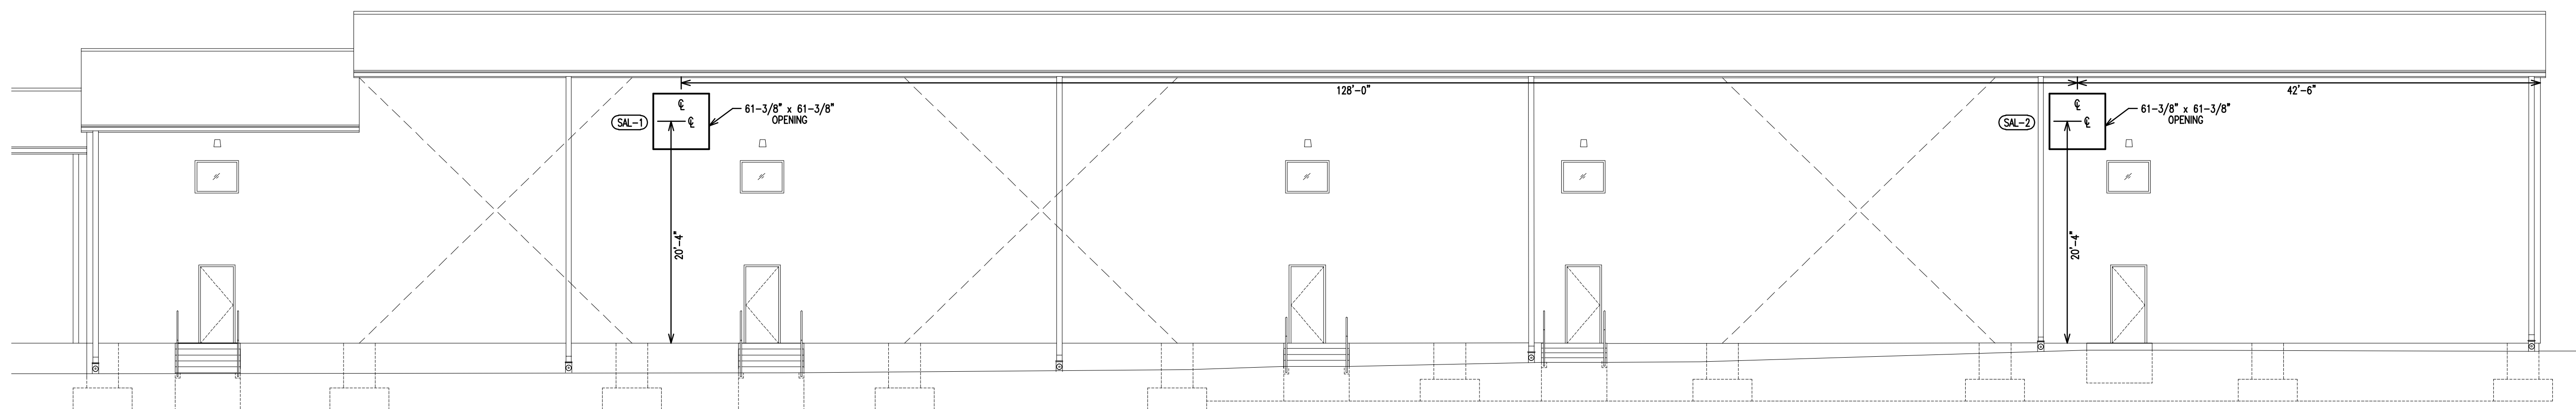 128'-0"
42'-6"
℄
SAL-1
℄
61-3/8" x 61-3/8"
OPENING
℄
SAL-2
℄
61-3/8" x 61-3/8"
OPENING
20'-4"
20'-4"